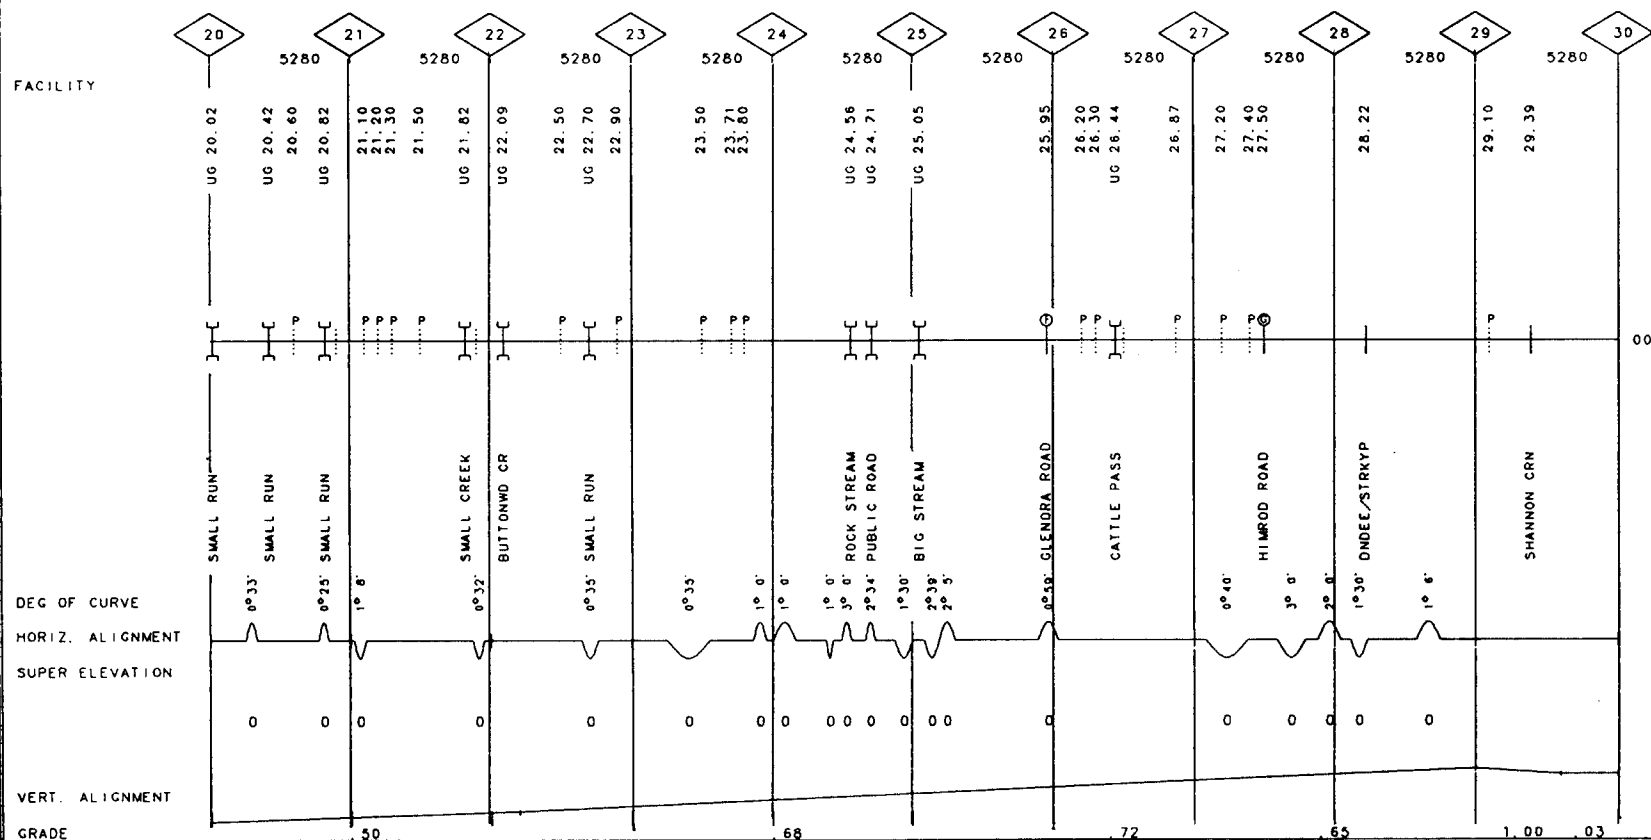 20 21 22 23 24 25 26 27 28 29 30
5280 5280 5280 5280 5280 5280 5280 5280 5280 5280
FACILITY
UG 20.02
UG 20.42
20.60
UG 20.82
21.10
21.20
21.30
21.50
UG 21.82
UG 22.09
22.50
UG 22.70
22.90
23.50
23.71
23.80
UG 24.56
UG 24.71
UG 25.05
25.95
26.20
26.30
UG 26.44
26.87
27.20
27.40
27.50
28.22
29.10
29.39
P P P P P P P P F P P P P P G P
00
SMALL RUN
SMALL RUN
SMALL RUN
SMALL CREEK
BUTTONWD CR
SMALL RUN
ROCK STREAM
PUBLIC ROAD
BIG STREAM
GLENORA ROAD
CATTLE PASS
HIMROD ROAD
DNDEE/STRKYP
SHANNON CRN
DEG OF CURVE
0°33' 0°25' 1° 8' 0°32' 0°35' 0°35' 1° 0' 1° 0' 1° 0' 3° 0' 2°34' 1°30' 2°39' 2° 5' 0°59' 0°40' 3° 0' 2° 0' 1°30' 1° 6'
HORIZ. ALIGNMENT
SUPER ELEVATION
0 0 0 0 0 0 0 0 0 0 0 0 0 0 0 0 0 0 0 0
VERT. ALIGNMENT
GRADE .50 .68 .72 .65 1.00 .03